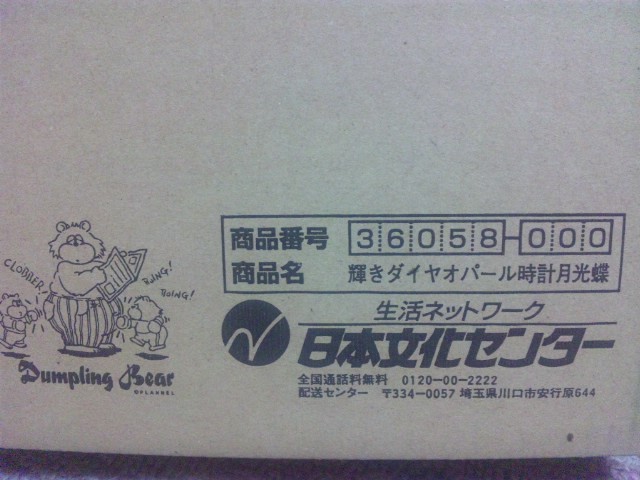 商品番号 36058-000
商品名 輝きダイヤオパール時計月光蝶
生活ネットワーク
日本文化センター
全国通話料無料 0120-00-2222
配送センター 〒334-0057 埼玉県川口市安行原644
CLOBBER
BOING!
BOING!
Dumpling Bear
©FLANNEL